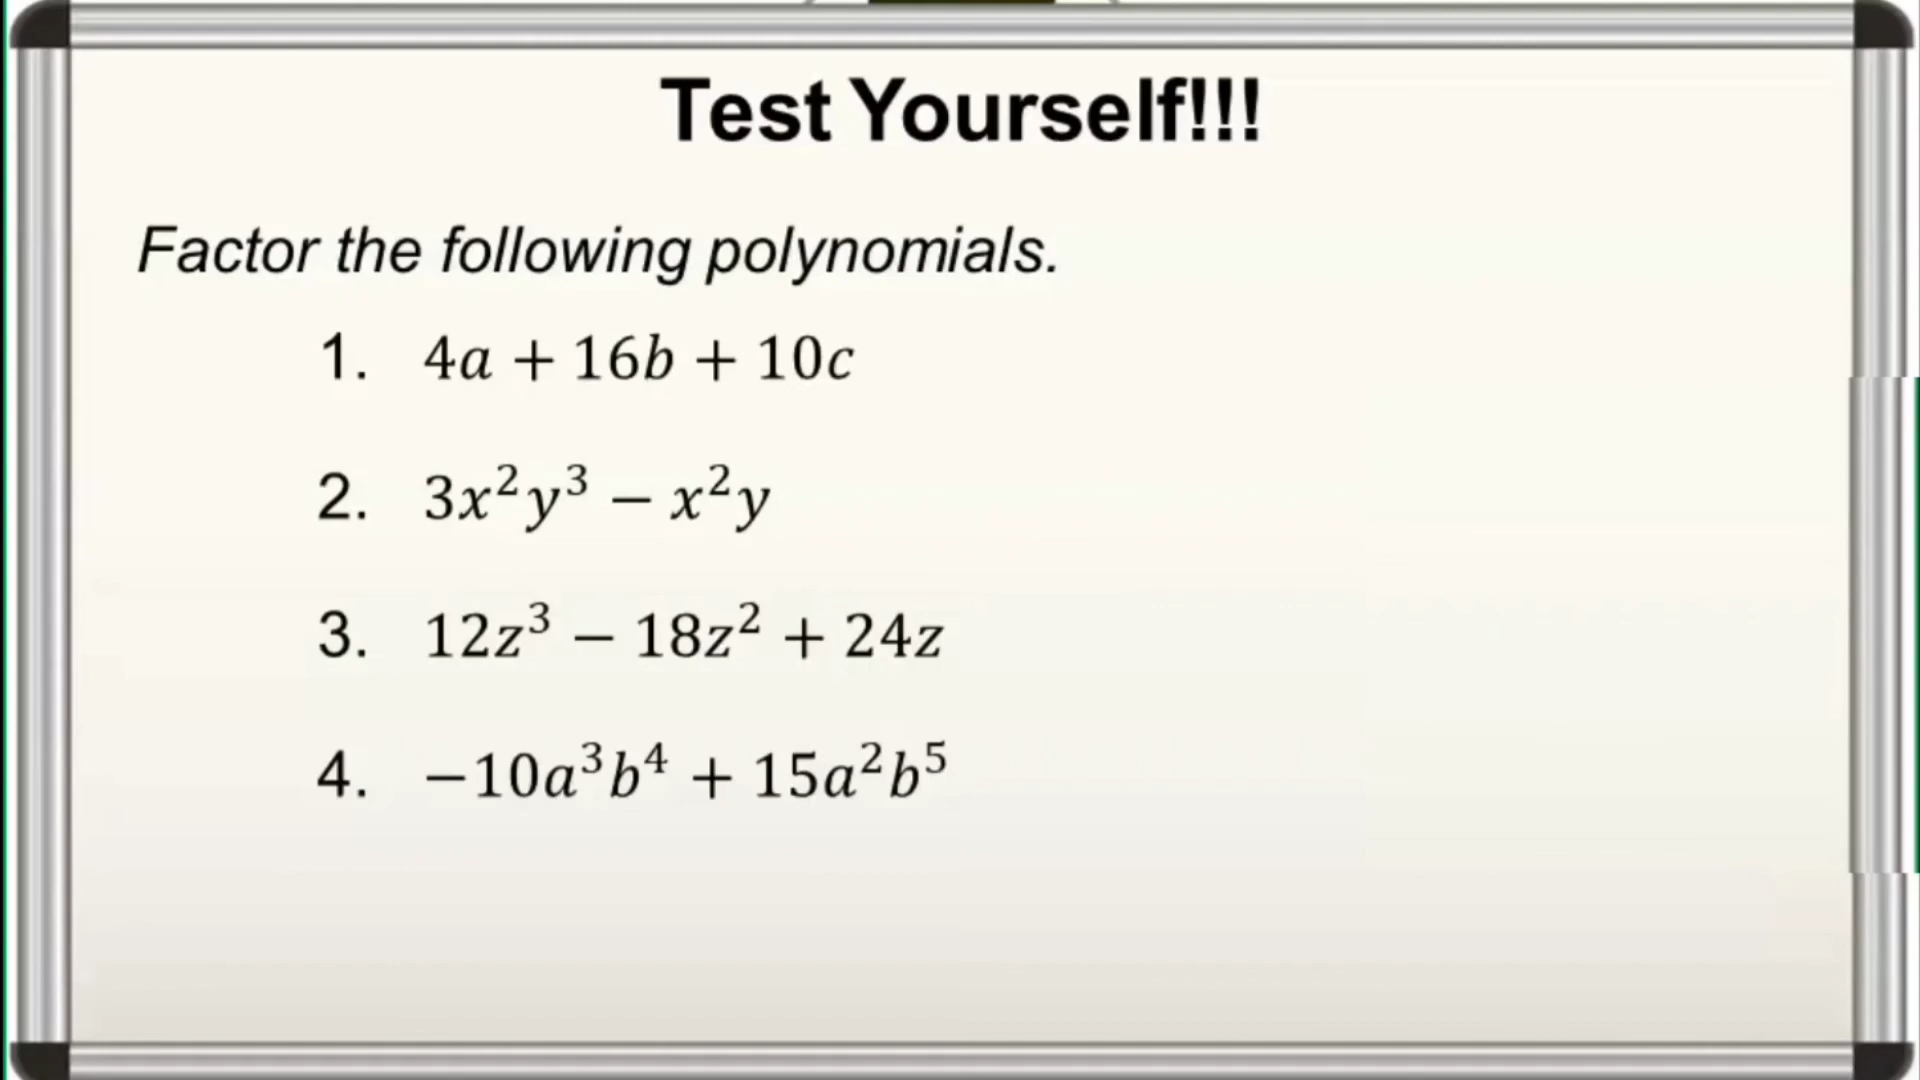 Test Yourself!!!
Factor the following polynomials.
1. 4a + 16b + 10c
2. 3x²y³ − x²y
3. 12z³ − 18z² + 24z
4. −10a³b⁴ + 15a²b⁵